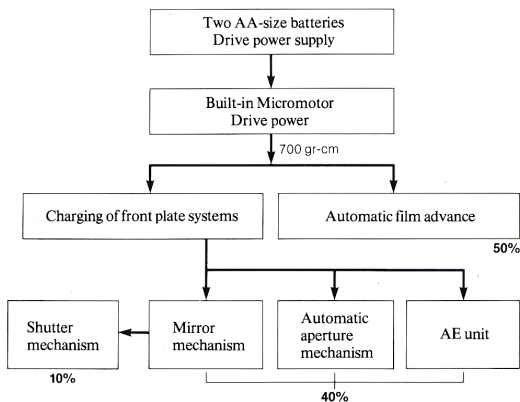 Two AA-size batteries
Drive power supply
Built-in Micromotor
Drive power
700 gr-cm
Charging of front plate systems
Automatic film advance
50%
Shutter
mechanism
Mirror
mechanism
Automatic
aperture
mechanism
AE unit
10%
40%